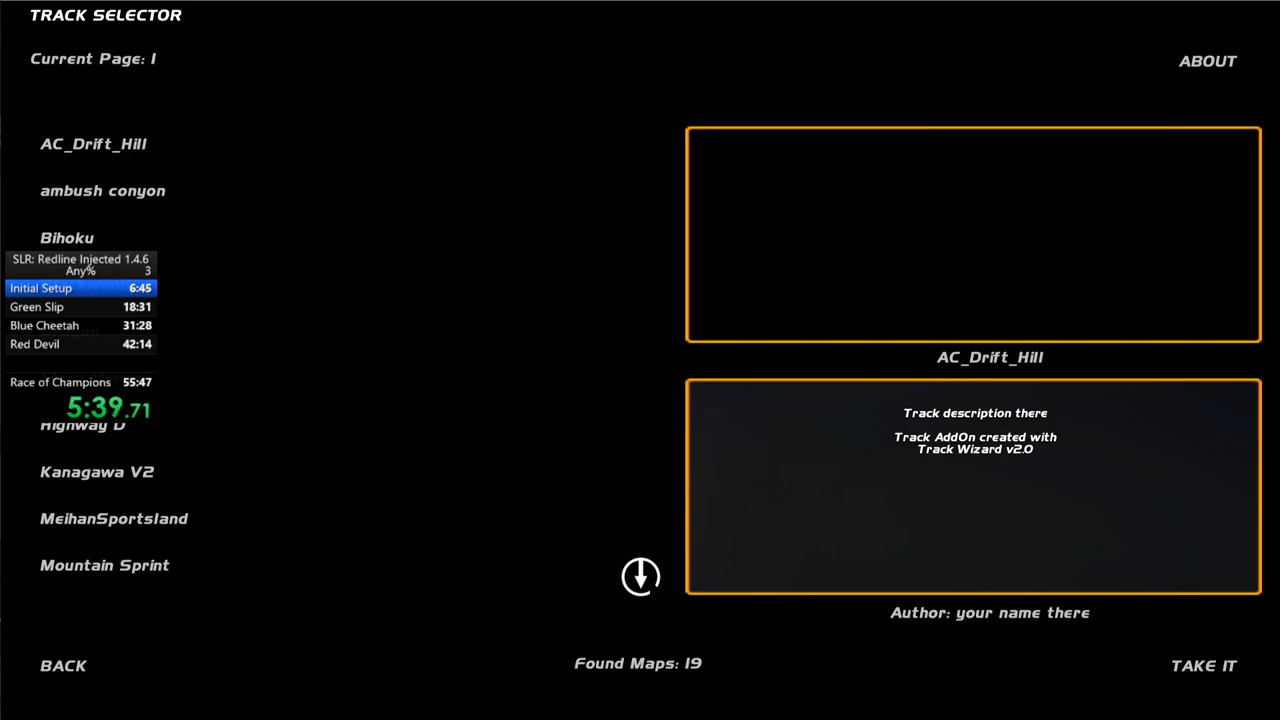 TRACK SELECTOR
Current Page: 1
ABOUT
AC_Drift_Hill
ambush conyon
Bihoku
SLR: Redline Injected 1.4.6
Any% 3
Initial Setup 6:45
Green Slip 18:31
Blue Cheetah 31:28
Red Devil 42:14
Race of Champions 55:47
5:39.71
Highway D
Kanagawa V2
MeihanSportsland
Mountain Sprint
AC_Drift_Hill
Track description there
Track AddOn created with
Track Wizard v2.0
Author: your name there
BACK
Found Maps: 19
TAKE IT